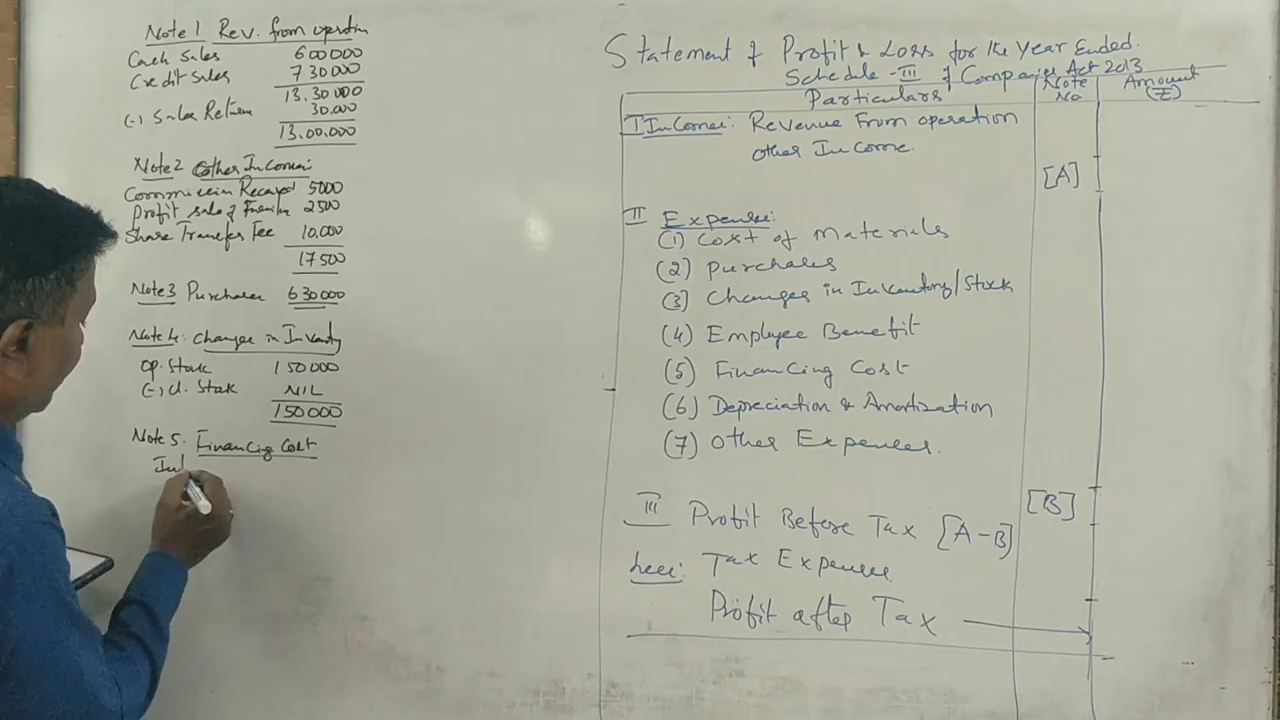 Note 1 Rev. from operation
Cash Sales 600000
Credit Sales 730000
13.30000
(-) Sales Return 30.000
13.00.000
Note 2 Other Income:
Commission Received 5000
Profit sale of Furniture 2500
Share Transfer Fee 10.000
17500
Note 3 Purchases 630000
Note 4: Changes in Inventory
Op. Stock 150000
(-) Cl. Stock NIL
150000
Note 5. Financing Cost
Int
Statement of Profit & Loss for the Year Ended.
Schedule-III of Companies Act 2013
Particulars Note No Amount (₹)
I Income: Revenue From operation
other Income.
[A]
II Expenses:
(1) Cost of Materials
(2) Purchases
(3) Changes in Inventory/Stock
(4) Employee Benefit
(5) Financing Cost
(6) Depreciation & Amortization
(7) Other Expenses.
[B]
III Profit Before Tax [A-B]
Less: Tax Expenses
Profit after Tax